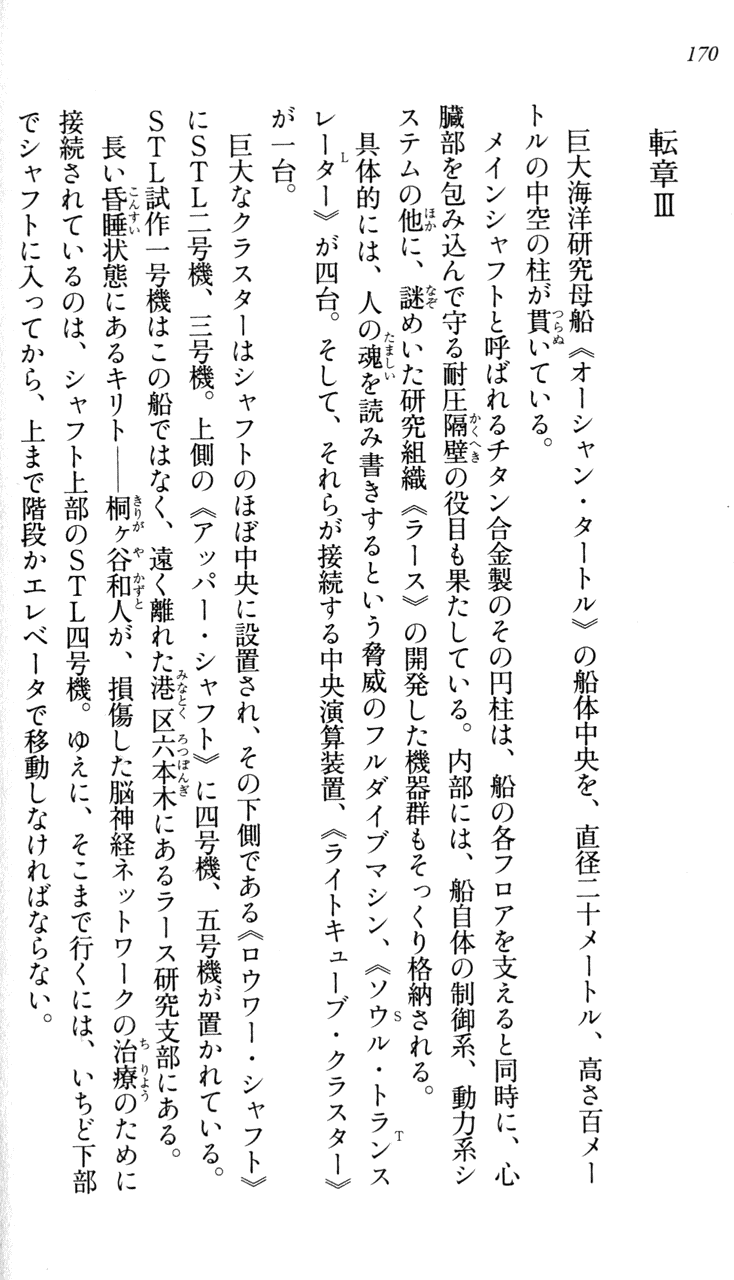 170
転章Ⅲ
巨大海洋研究母船《オーシャン・タートル》の船体中央を、直径二十メートル、高さ百メー
トルの中空の柱が貫いている。
メインシャフトと呼ばれるチタン合金製のその円柱は、船の各フロアを支えると同時に、心
臓部を包み込んで守る耐圧隔壁の役目も果たしている。内部には、船自体の制御系、動力系シ
ステムの他に、謎めいた研究組織《ラース》の開発した機器群もそっくり格納される。
具体的には、人の魂を読み書きするという脅威のフルダイブマシン、《ソウル・トランス
レーター》が四台。そして、それらが接続する中央演算装置、《ライトキューブ・クラスター》
が一台。
巨大なクラスターはシャフトのほぼ中央に設置され、その下側である《ロウワー・シャフト》
にＳＴＬ二号機、三号機。上側の《アッパー・シャフト》に四号機、五号機が置かれている。
ＳＴＬ試作一号機はこの船ではなく、遠く離れた港区六本木にあるラース研究支部にある。
長い昏睡状態にあるキリト――桐ヶ谷和人が、損傷した脳神経ネットワークの治療のために
接続されているのは、シャフト上部のＳＴＬ四号機。ゆえに、そこまで行くには、いちど下部
でシャフトに入ってから、上まで階段かエレベータで移動しなければならない。